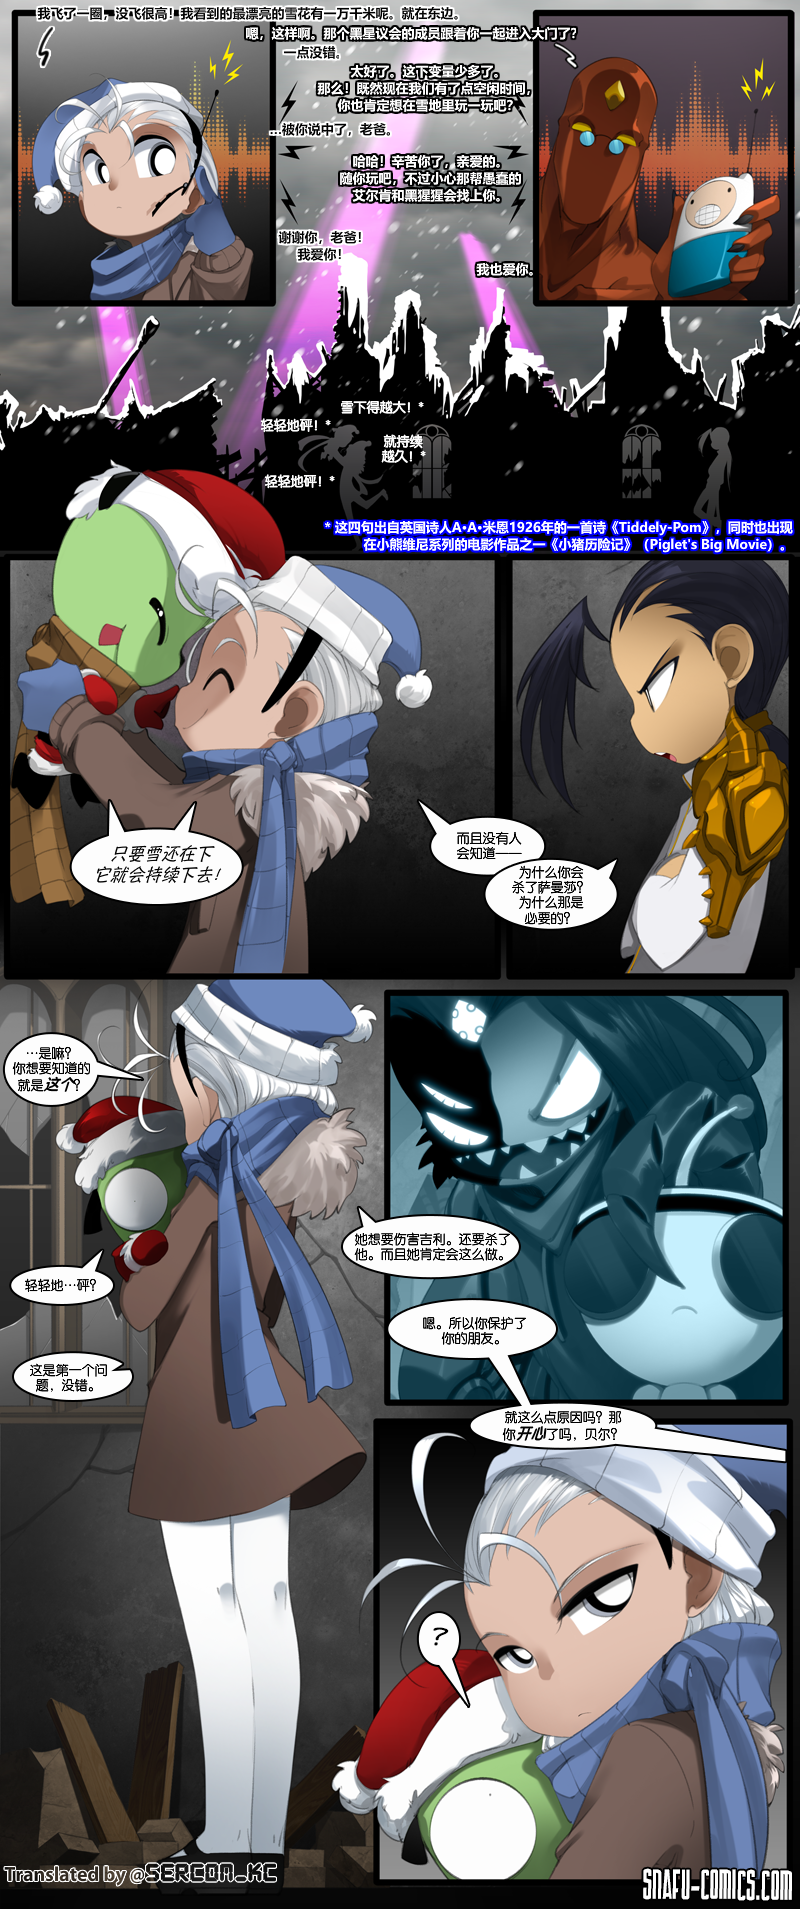 我飞了一圈，没飞很高！我看到的最漂亮的雪花有一万千米呢。就在东边。
嗯，这样啊。那个黑星议会的成员跟着你一起进入大门了？
一点没错。
太好了。这下变量少多了。
那么！既然现在我们有了点空闲时间，
你也肯定想在雪地里玩一玩吧？
…被你说中了，老爸。
哈哈！辛苦你了，亲爱的。
随你玩吧，不过小心那帮愚蠢的
艾尔肯和黑猩猩会找上你。
谢谢你，老爸！
我爱你！
我也爱你。
雪下得越大！*
轻轻地砰！*
就持续
越久！*
轻轻地砰！*
* 这四句出自英国诗人A·A·米恩1926年的一首诗《Tiddely-Pom》，同时也出现
在小熊维尼系列的电影作品之一《小猪历险记》（Piglet's Big Movie）。
只要雪还在下
它就会持续下去！
而且没有人
会知道——
为什么你会
杀了萨曼莎？
为什么那是
必要的？
…是嘛？
你想要知道的
就是这个？
她想要伤害吉利。还要杀了
他。而且她肯定会这么做。
轻轻地…砰？
嗯。所以你保护了
你的朋友。
这是第一个问
题，没错。
就这么点原因吗？那
你开心了吗，贝尔？
？
Translated by @SERCON_KC
SNAFU-COMICS.COM